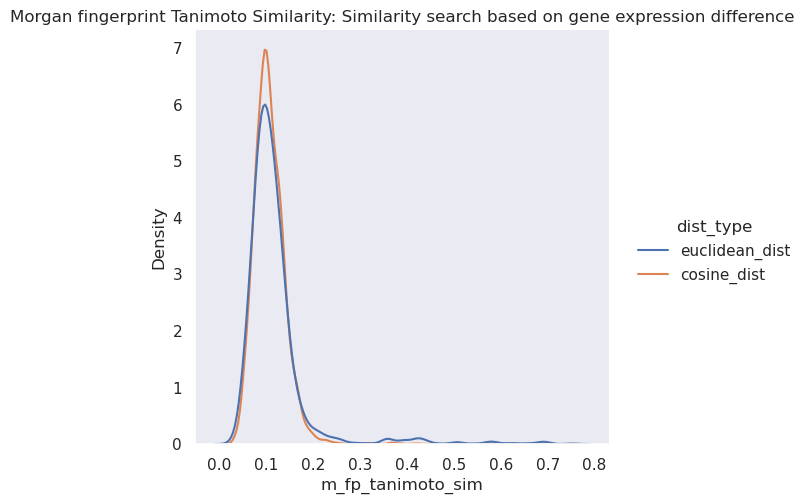 Morgan fingerprint Tanimoto Similarity: Similarity search based on gene expression difference
7
6
5
4
3
2
1
0
Density
0.0 0.1 0.2 0.3 0.4 0.5 0.6 0.7 0.8
m_fp_tanimoto_sim
dist_type
euclidean_dist
cosine_dist